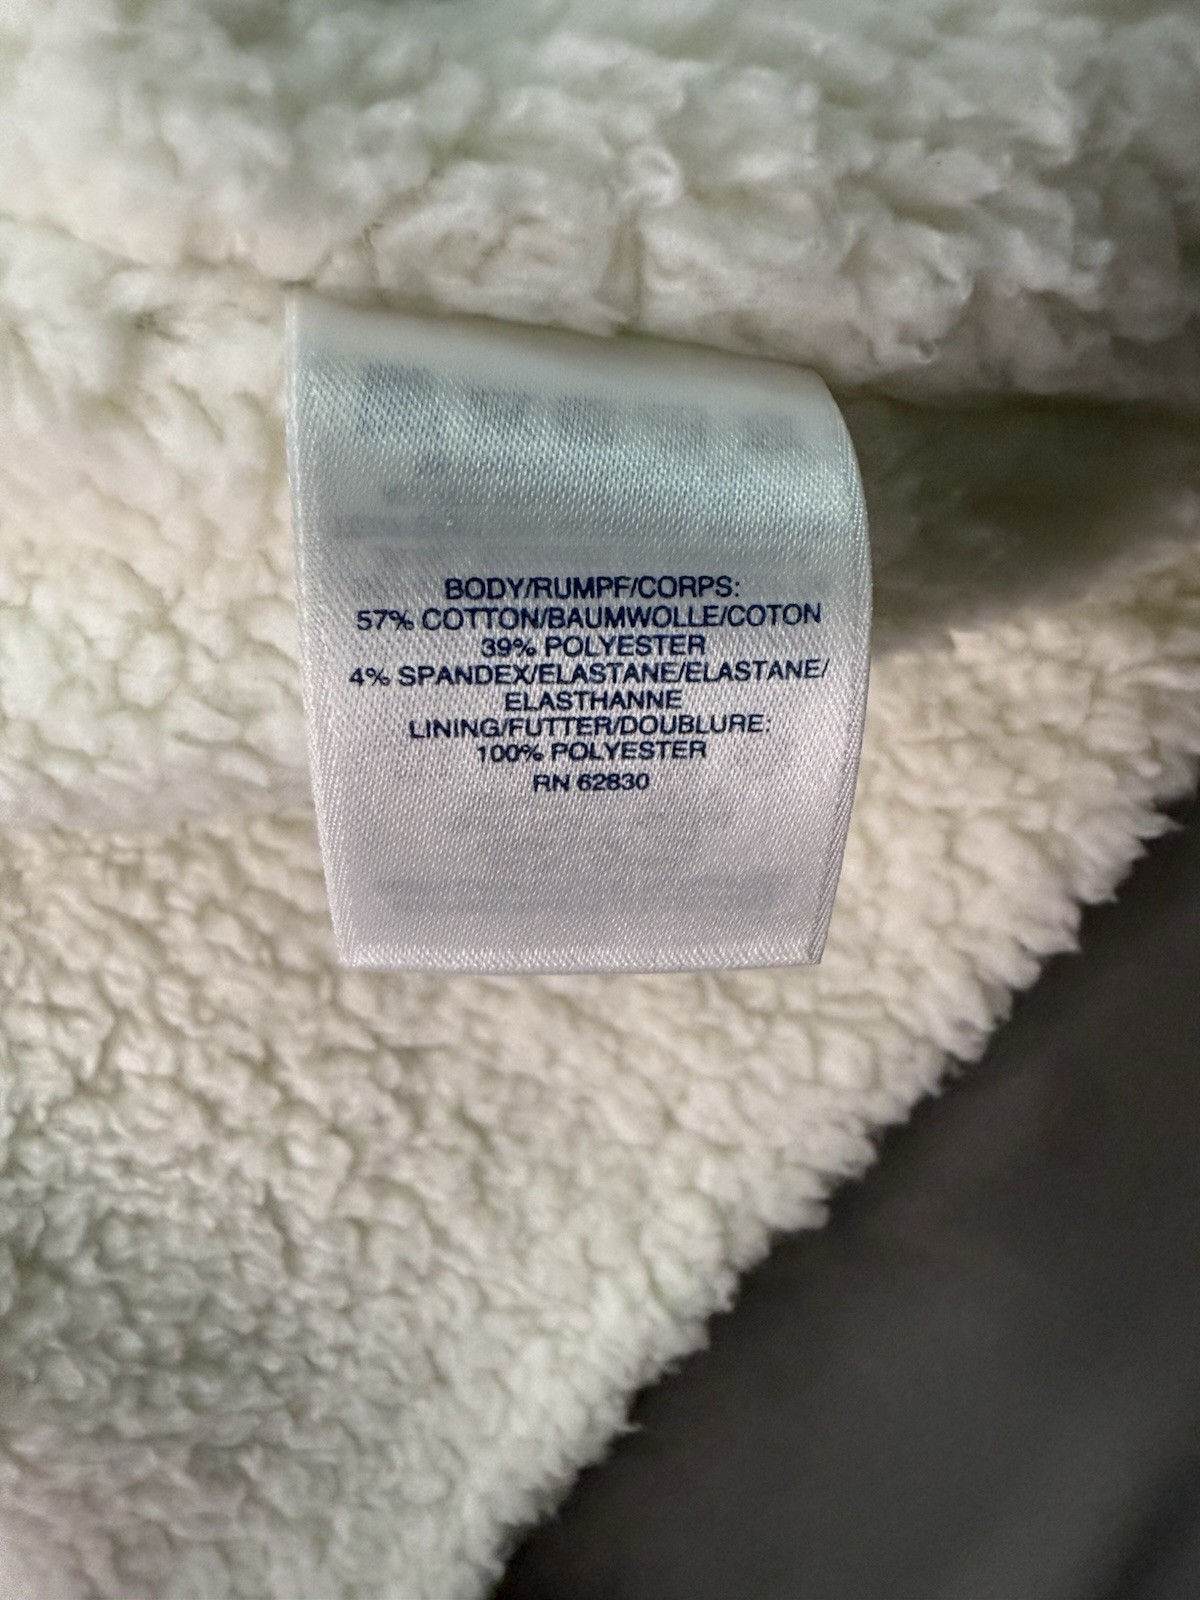 BODY/RUMPF/CORPS:
57% COTTON/BAUMWOLLE/COTON
39% POLYESTER
4% SPANDEX/ELASTANE/ELASTANE/
ELASTHANNE
LINING/FUTTER/DOUBLURE:
100% POLYESTER
RN 62830